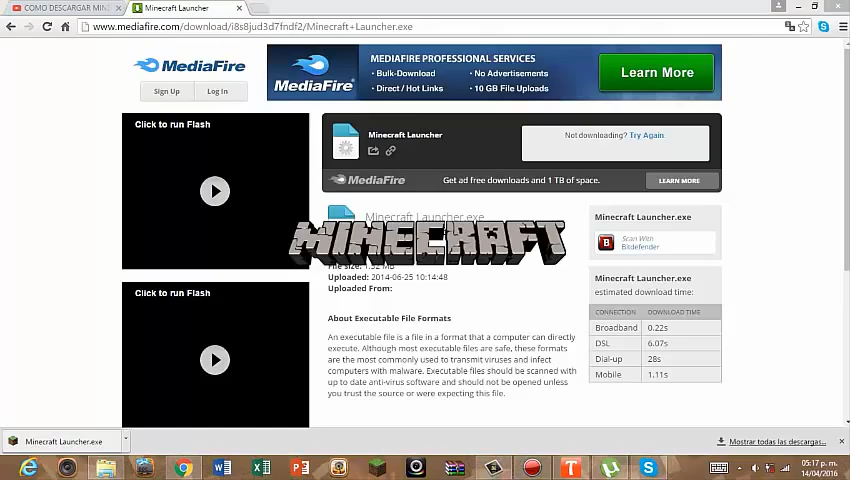 COMO DESCARGAR MIN
Minecraft Launcher
www.mediafire.com/download/i8s8jud3d7fndf2/Minecraft+Launcher.exe
MediaFire
Sign Up
Log In
MediaFire
MEDIAFIRE PROFESSIONAL SERVICES
• Bulk-Download
• No Advertisements
• Direct / Hot Links
• 10 GB File Uploads
Learn More
Click to run Flash
Minecraft Launcher
Not downloading? Try Again.
MediaFire
Get ad free downloads and 1 TB of space.
LEARN MORE
Minecraft Launcher.exe
MINECRAFT
File size: 1.52 MB
Uploaded: 2014-06-25 10:14:48
Uploaded From:
About Executable File Formats
An executable file is a file in a format that a computer can directly
execute. Although most executable files are safe, these formats
are the most commonly used to transmit viruses and infect
computers with malware. Executable files should be scanned with
up to date anti-virus software and should not be opened unless
you trust the source or were expecting this file.
Minecraft Launcher.exe
Scan With
Bitdefender
Minecraft Launcher.exe
estimated download time:
CONNECTION DOWNLOAD TIME
Broadband 0.22s
DSL 6.07s
Dial-up 28s
Mobile 1.11s
Click to run Flash
Minecraft Launcher.exe
Mostrar todas las descargas...
05:17 p.m.
14/04/2016